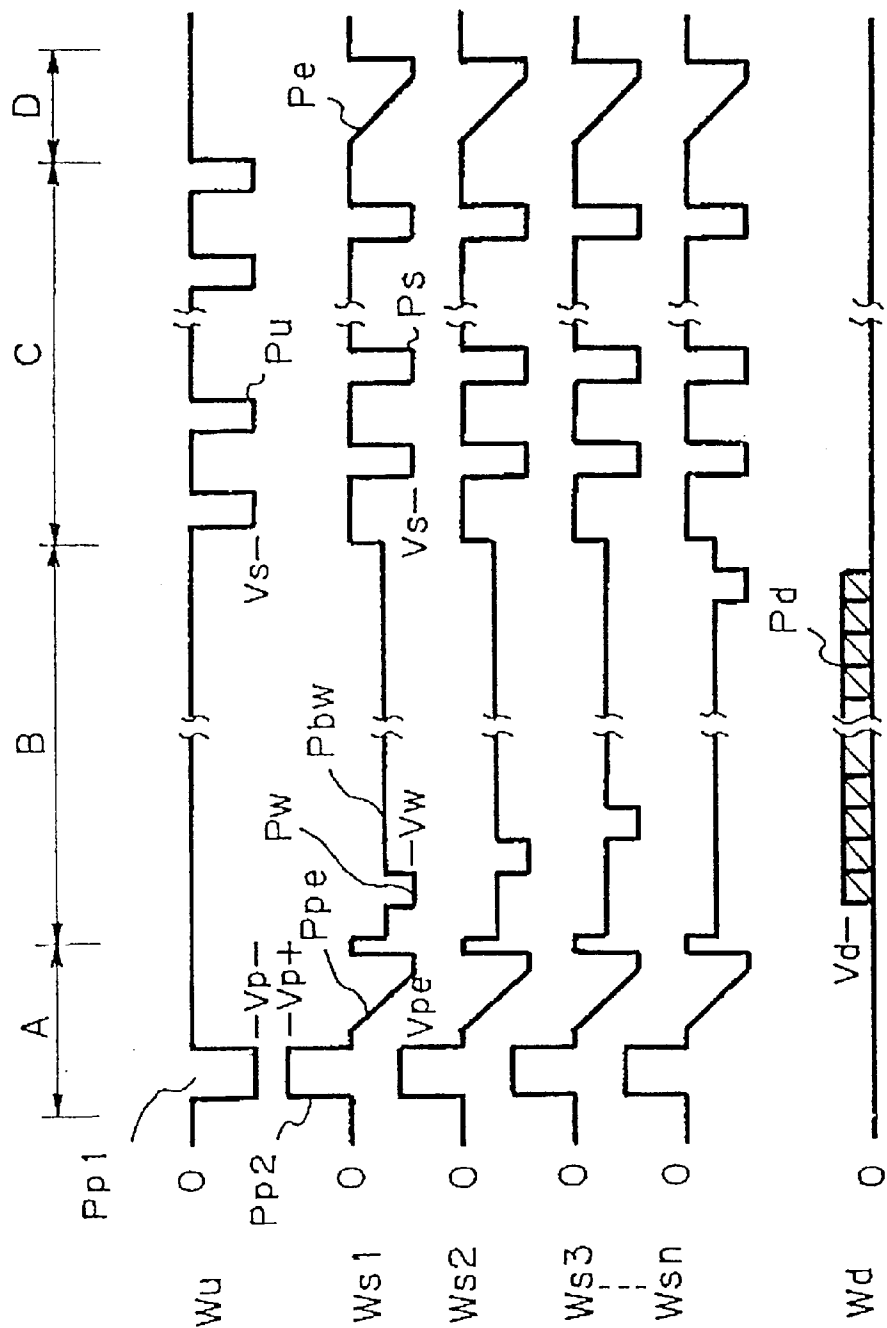 A B C D
Pp1
Wu 0
Vs Pu
Vp-
Vp+
Pp2
Ppe Pw Pbw Pe
Ws1 0
Vpe Vw Vs Ps
Ws2 0
Ws3 0
Wsn 0
Pd
Vd
Wd 0